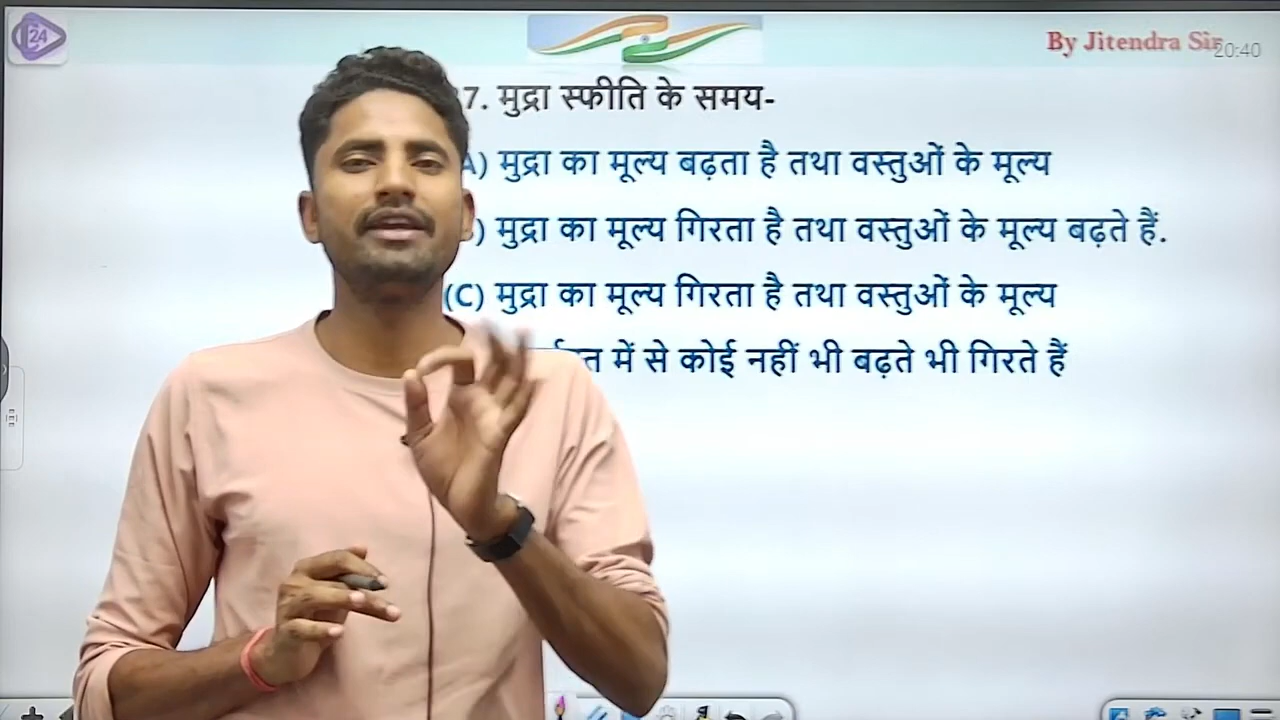 24
By Jitendra Sir
20:40
7. मुद्रा स्फीति के समय-
A) मुद्रा का मूल्य बढ़ता है तथा वस्तुओं के मूल्य
) मुद्रा का मूल्य गिरता है तथा वस्तुओं के मूल्य बढ़ते हैं.
(C) मुद्रा का मूल्य गिरता है तथा वस्तुओं के मूल्य
में से कोई नहीं भी बढ़ते भी गिरते हैं